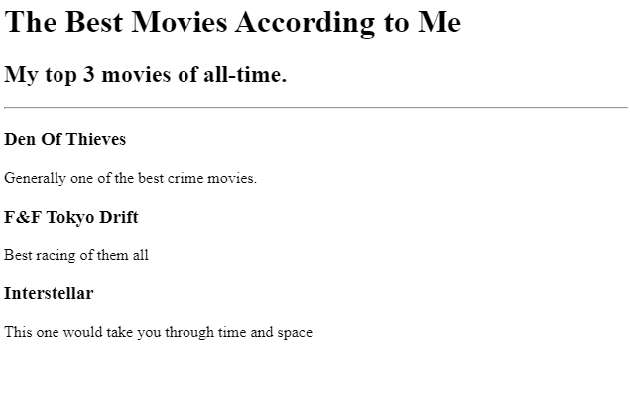 The Best Movies According to Me
My top 3 movies of all-time.
Den Of Thieves
Generally one of the best crime movies.
F&F Tokyo Drift
Best racing of them all
Interstellar
This one would take you through time and space